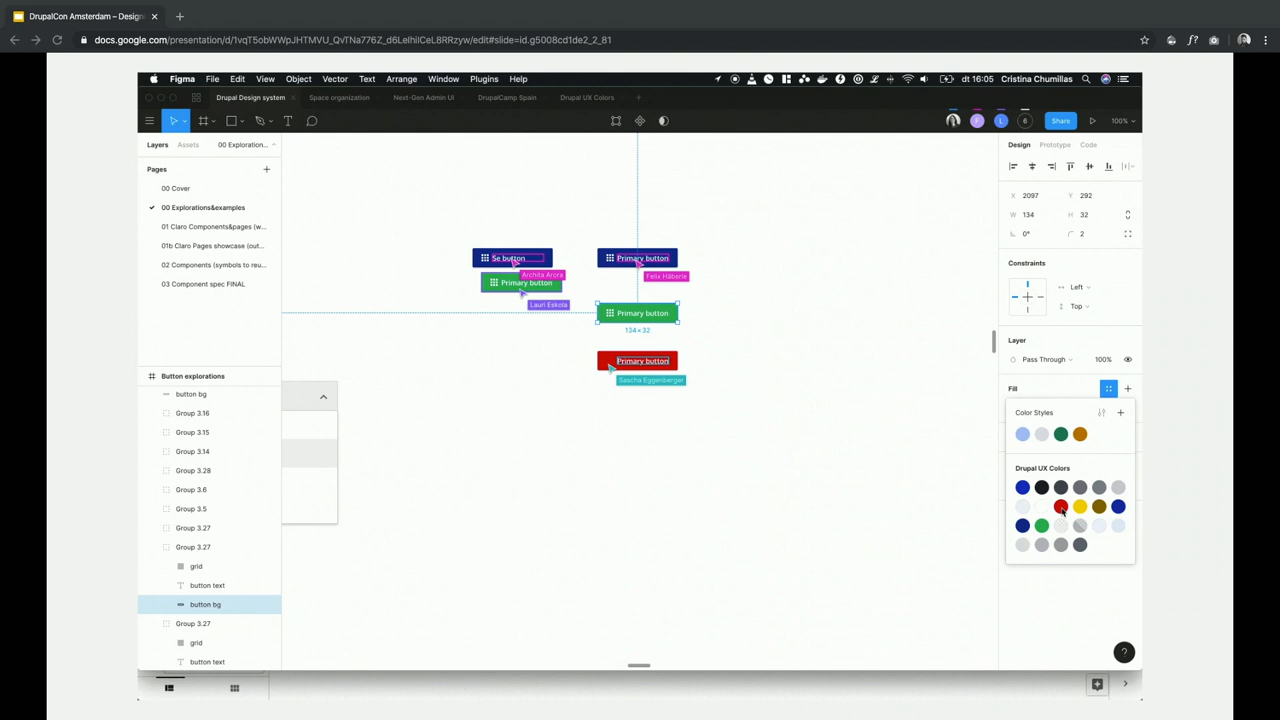 DrupalCon Amsterdam – Designi
docs.google.com/presentation/d/1vqT5obWWpJHTMVU_QvTNa776Z_d6LelhiICeL8RRzyw/edit#slide=id.g5008cd1de2_2_81
Figma File Edit View Object Vector Text Arrange Window Plugins Help dt 16:05 Cristina Chumillas
Drupal Design system Space organization Next-Gen Admin UI DrupalCamp Spain Drupal UX Colors
F L 6 Share 100%
Layers Assets 00 Exploration...
Pages
00 Cover
00 Explorations&examples
01 Claro Components&pages (w...
01b Claro Pages showcase (out...
02 Components (symbols to reu...
03 Component spec FINAL
Button explorations
button bg
Group 3.16
Group 3.15
Group 3.14
Group 3.28
Group 3.6
Group 3.5
Group 3.27
Group 3.27
grid
button text
button bg
Group 3.27
grid
button text
Se button
Archita Arora
Primary button
Lauri Eskola
Primary button
Felix Häberle
Primary button
134 × 32
Primary button
Sascha Eggenberger
Design Prototype Code
X 2097 Y 292
W 134 H 32
0° 2
Constraints
Left
Top
Layer
Pass Through 100%
Fill
Color Styles
Drupal UX Colors
?